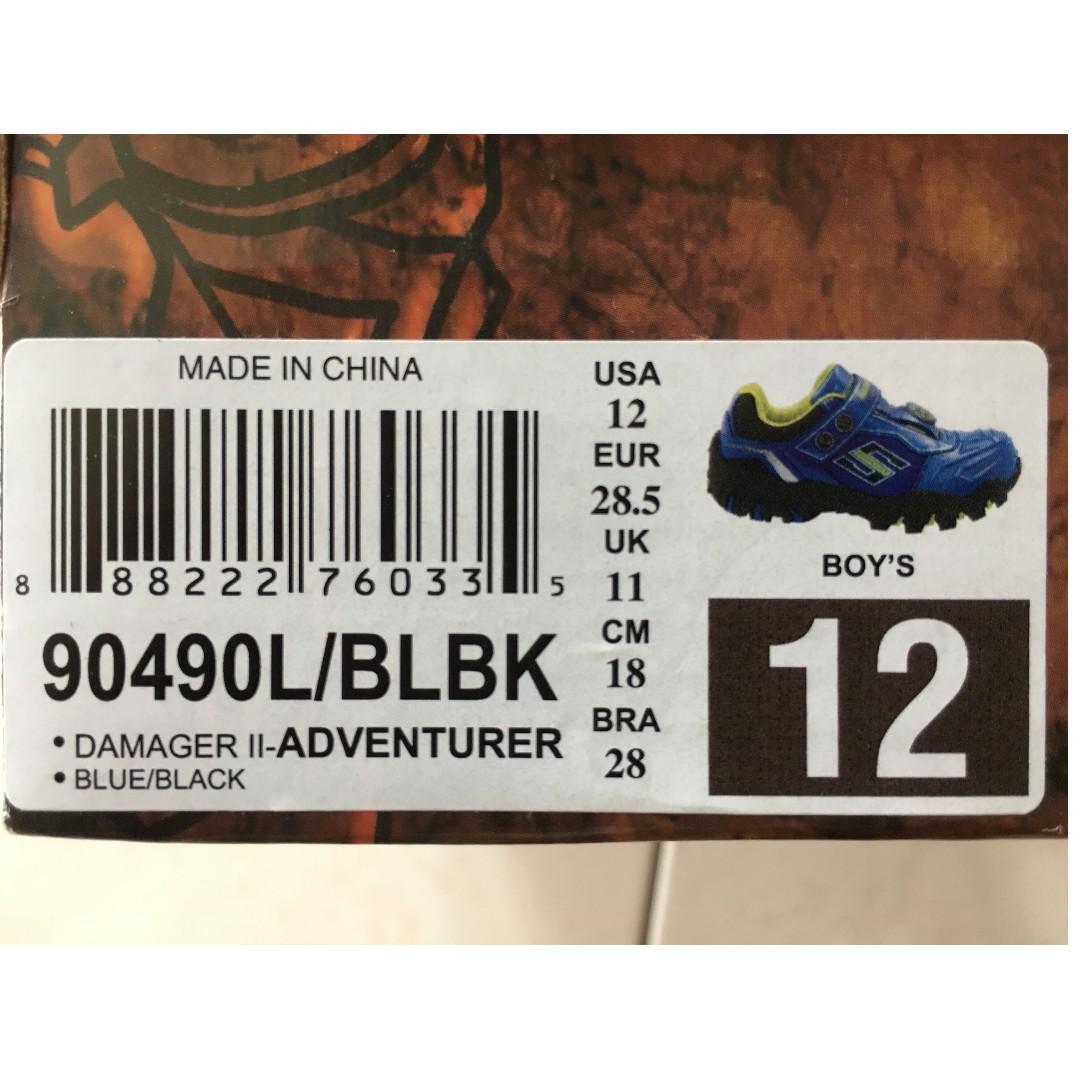 MADE IN CHINA
8 88222 76033 5
90490L/BLBK
• DAMAGER II-ADVENTURER
• BLUE/BLACK
USA
12
EUR
28.5
UK
11
CM
18
BRA
28
BOY'S
12